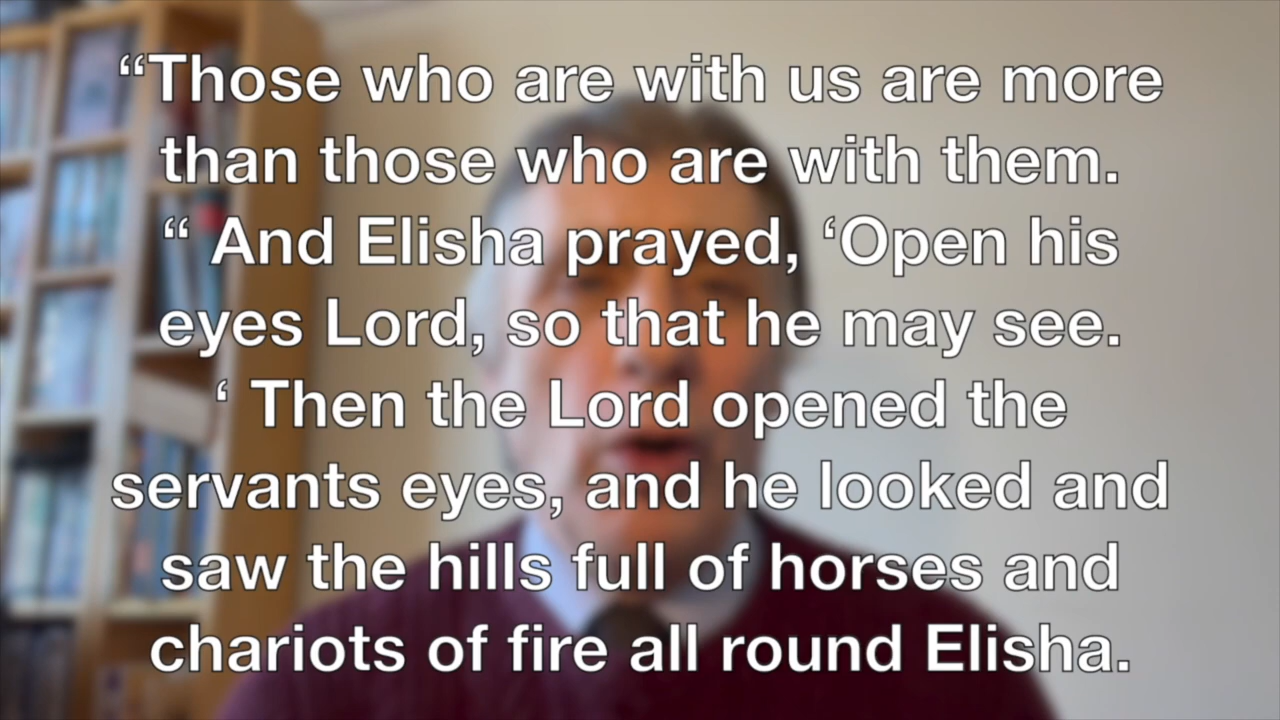 “Those who are with us are more
than those who are with them.
“ And Elisha prayed, ‘Open his
eyes Lord, so that he may see.
‘ Then the Lord opened the
servants eyes, and he looked and
saw the hills full of horses and
chariots of fire all round Elisha.